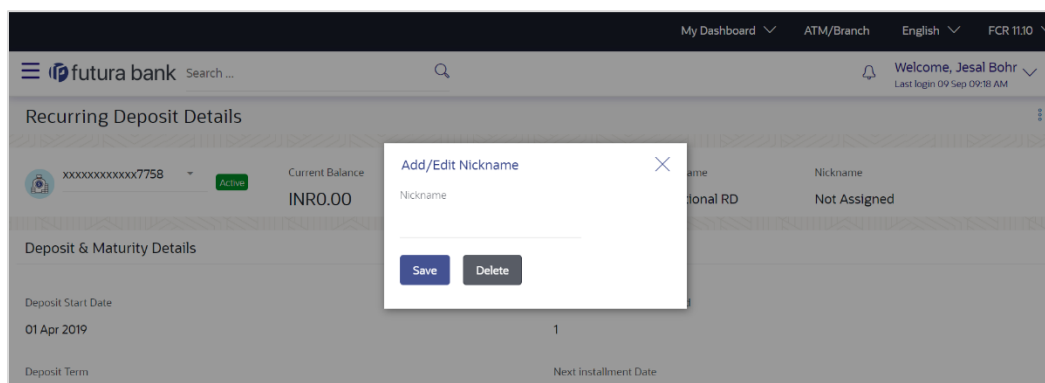 My Dashboard ATM/Branch English FCR 11.10
futura bank Search ... Welcome, Jesal Bohr
Last login 09 Sep 09:18 AM
Recurring Deposit Details
xxxxxxxxxxxx7758 Active
Current Balance
INR0.00
Add/Edit Nickname
Nickname
Save Delete
ame
ional RD
Nickname
Not Assigned
Deposit & Maturity Details
Deposit Start Date
01 Apr 2019
1
Deposit Term Next installment Date